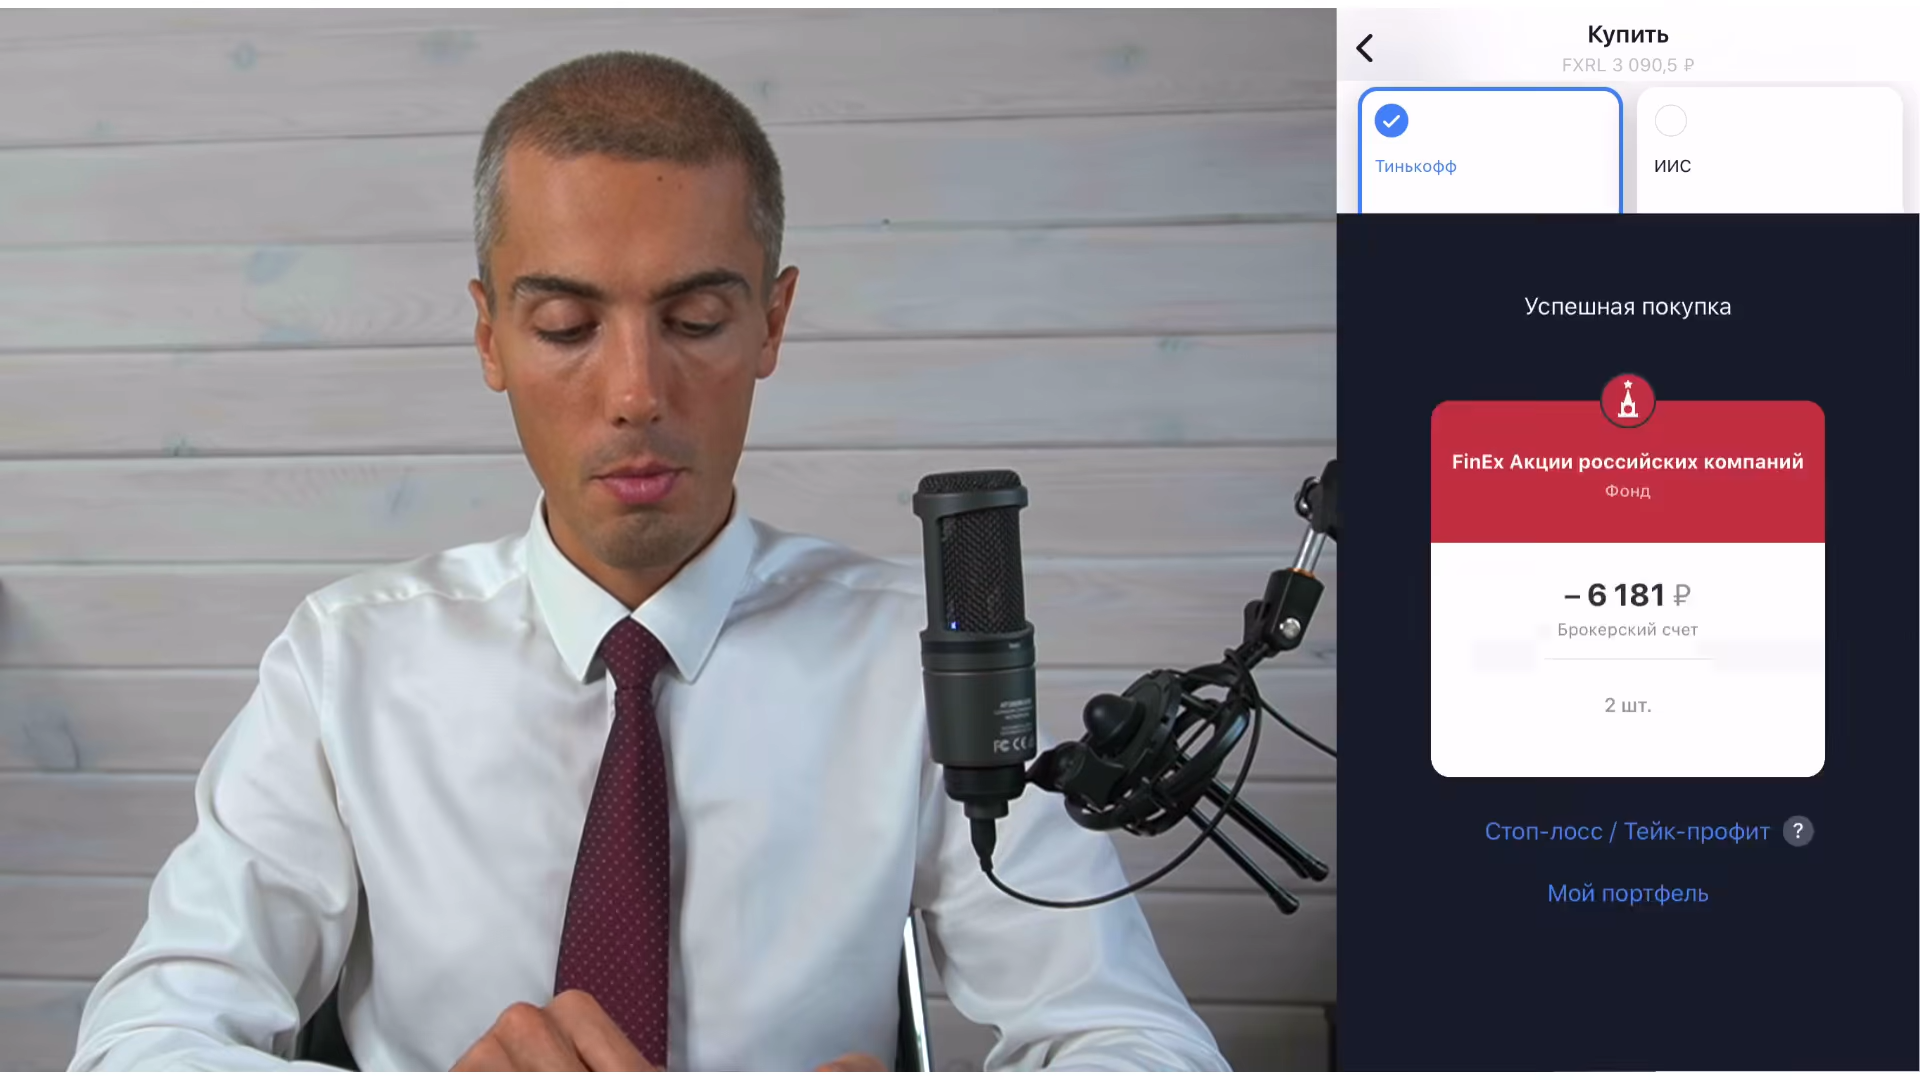 Купить
FXRL 3 090,5 ₽
Тинькофф
ИИС
Успешная покупка
FinEx Акции российских компаний
Фонд
– 6 181 ₽
Брокерский счет
2 шт.
Стоп-лосс / Тейк-профит ?
Мой портфель